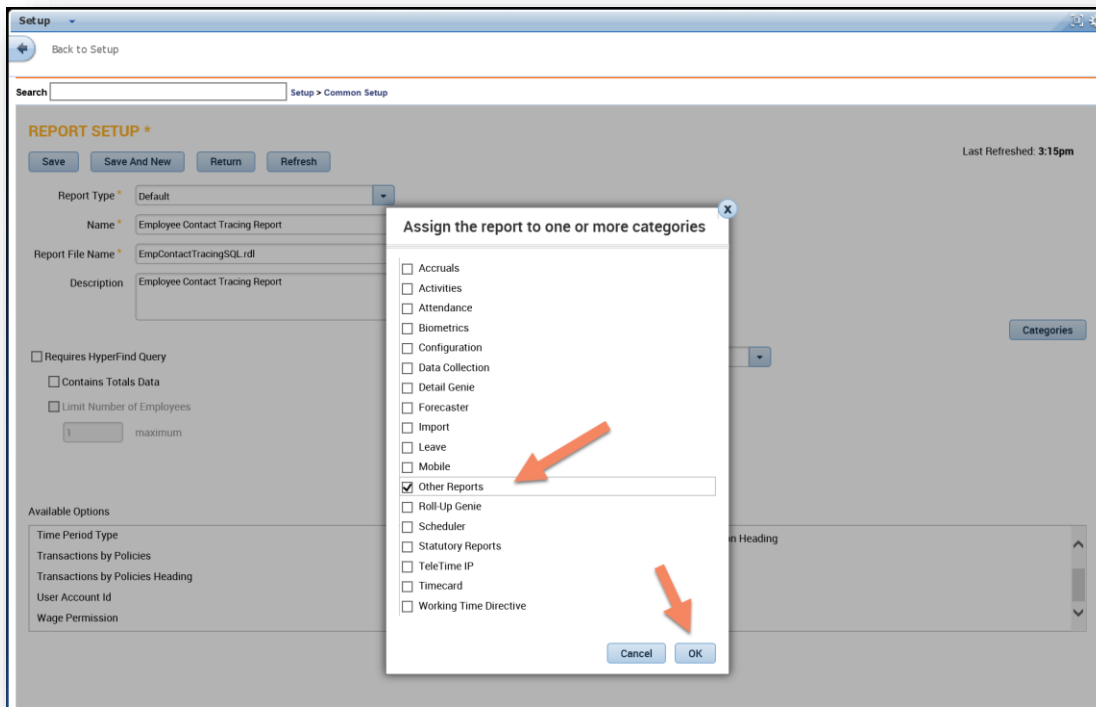 Setup
Back to Setup
Search Setup > Common Setup
REPORT SETUP *
Save Save And New Return Refresh
Last Refreshed: 3:15pm
Report Type * Default
Name * Employee Contact Tracing Report
Report File Name * EmpContactTracingSQL.rdl
Description Employee Contact Tracing Report
Categories
Requires HyperFind Query
Contains Totals Data
Limit Number of Employees
1 maximum
Available Options
Time Period Type
Transactions by Policies
Transactions by Policies Heading
User Account Id
Wage Permission
Heading
x
Assign the report to one or more categories
Accruals
Activities
Attendance
Biometrics
Configuration
Data Collection
Detail Genie
Forecaster
Import
Leave
Mobile
Other Reports
Roll-Up Genie
Scheduler
Statutory Reports
TeleTime IP
Timecard
Working Time Directive
Cancel OK